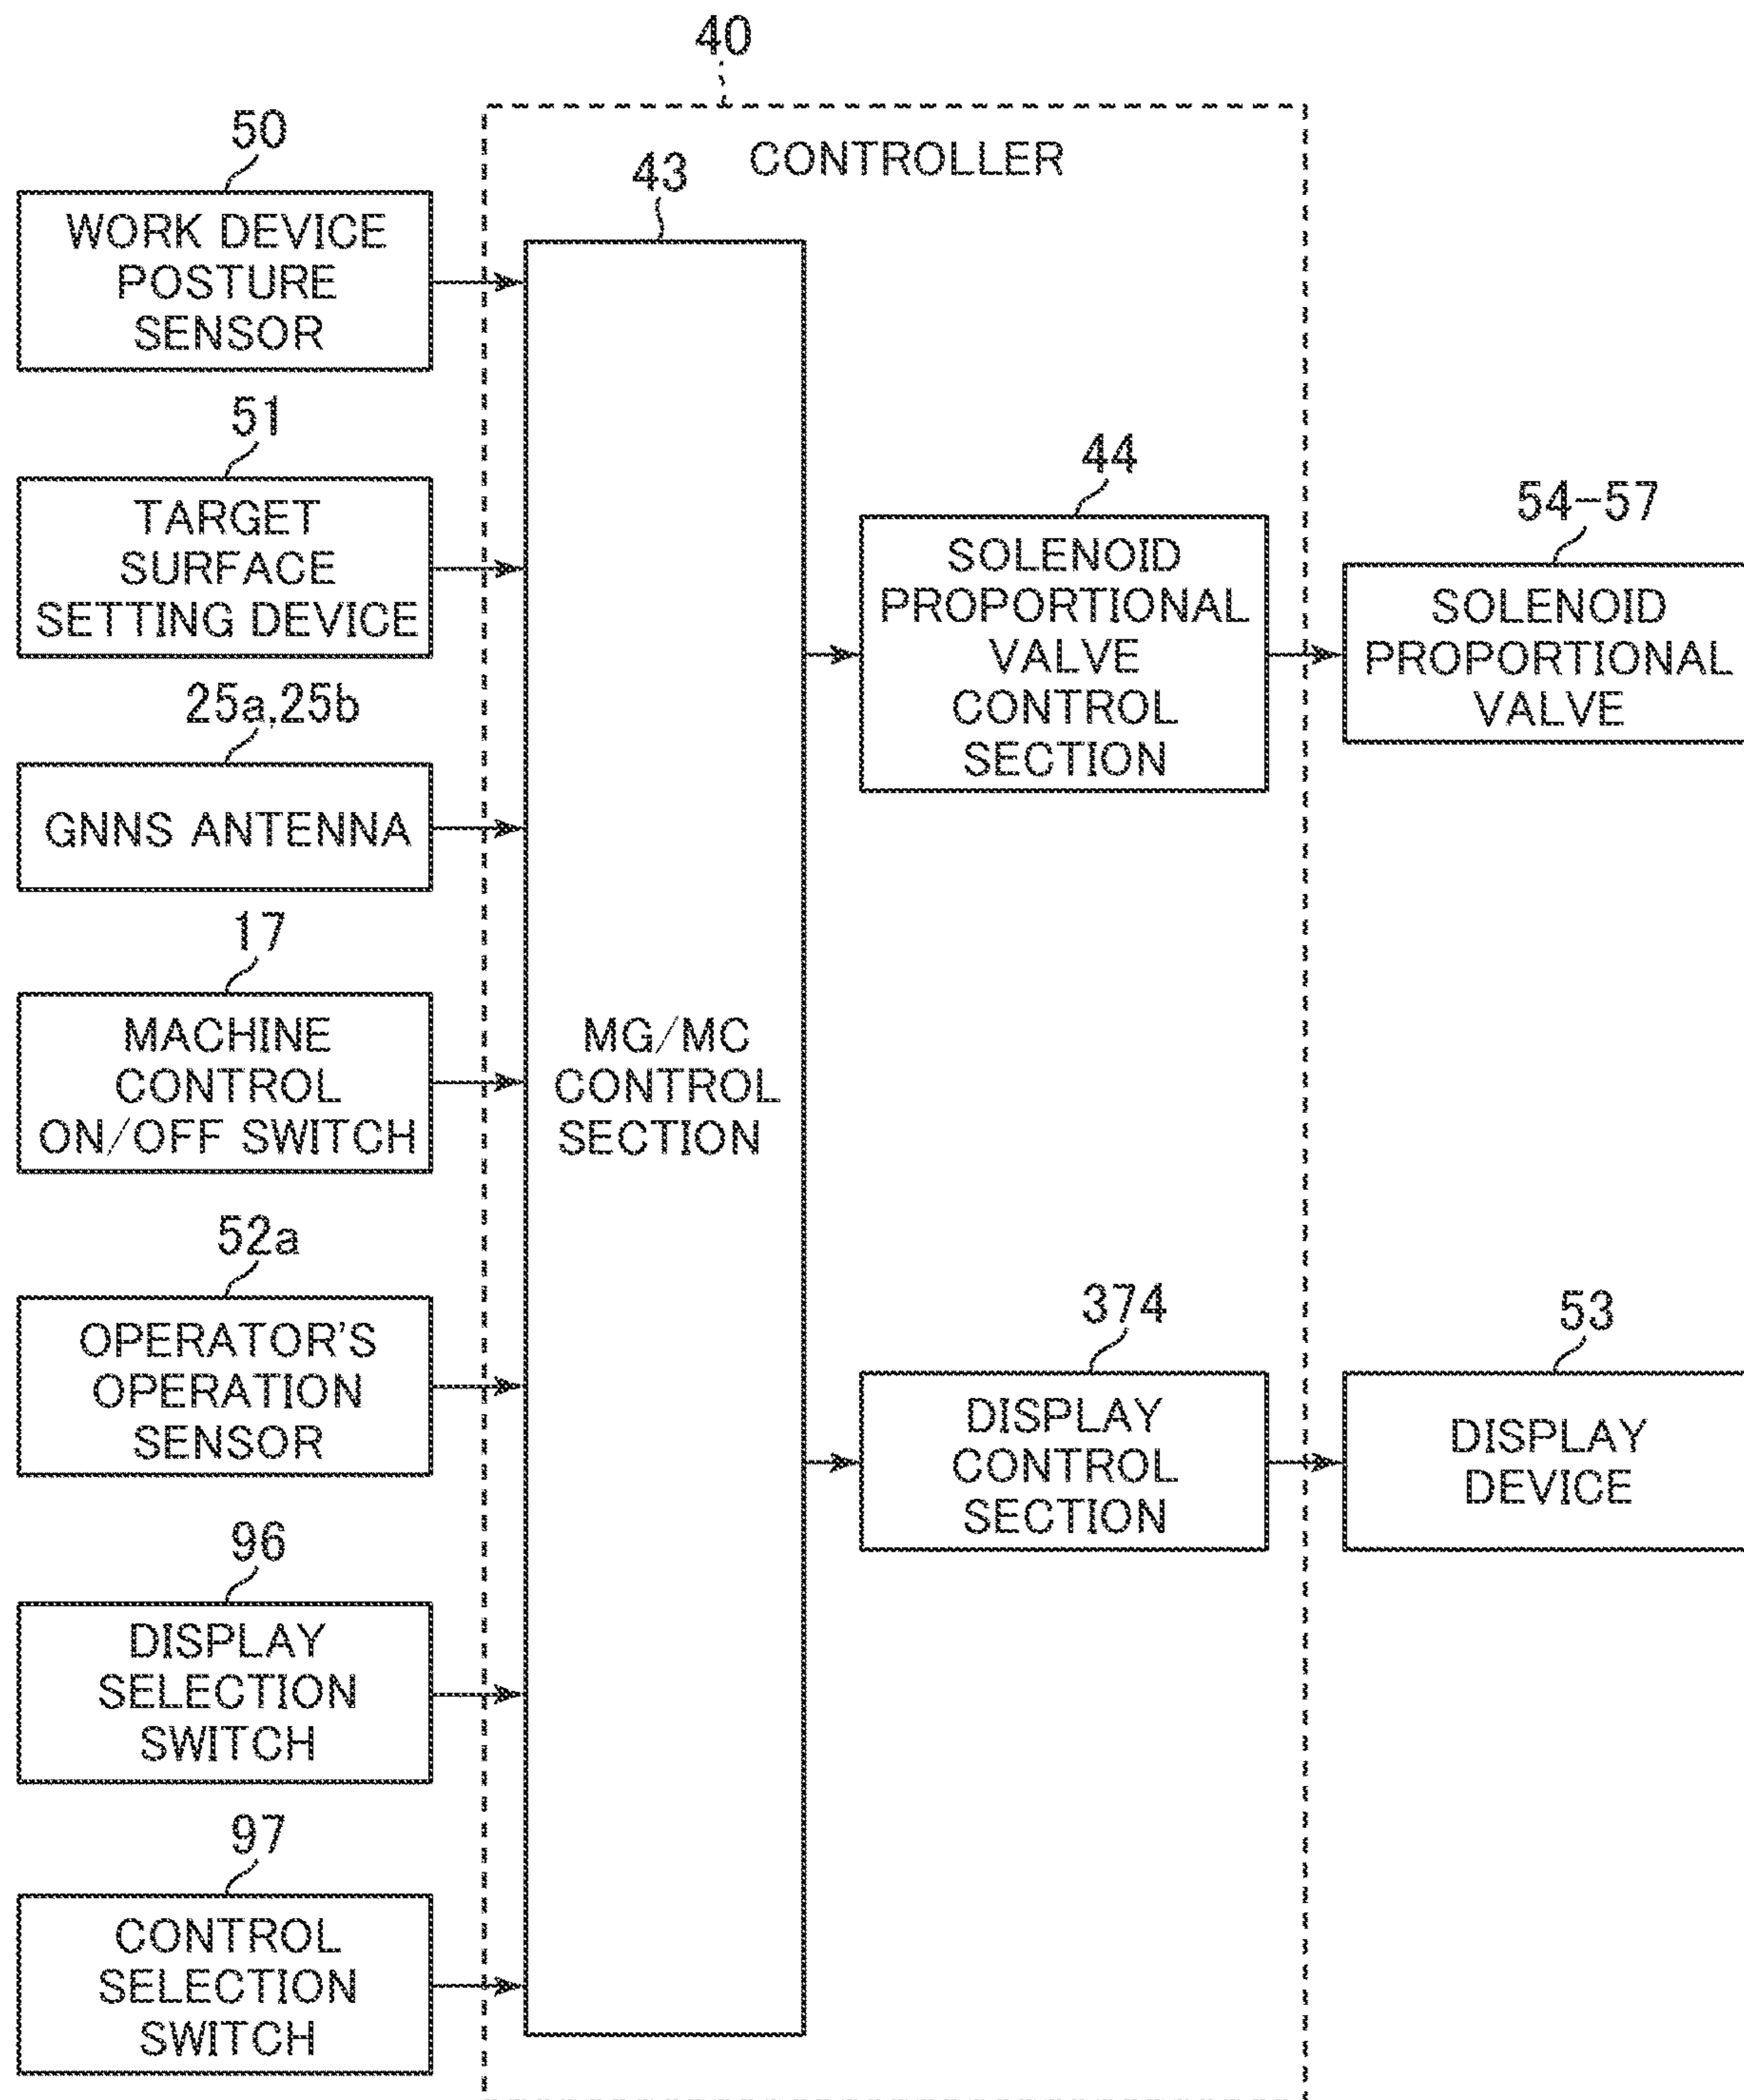 40
CONTROLLER
50
WORK DEVICE
POSTURE
SENSOR
51
TARGET
SURFACE
SETTING DEVICE
25a,25b
GNNS ANTENNA
17
MACHINE
CONTROL
ON/OFF SWITCH
52a
OPERATOR'S
OPERATION
SENSOR
96
DISPLAY
SELECTION
SWITCH
97
CONTROL
SELECTION
SWITCH
43
MG/MC
CONTROL
SECTION
44
SOLENOID
PROPORTIONAL
VALVE
CONTROL
SECTION
54-57
SOLENOID
PROPORTIONAL
VALVE
374
DISPLAY
CONTROL
SECTION
53
DISPLAY
DEVICE